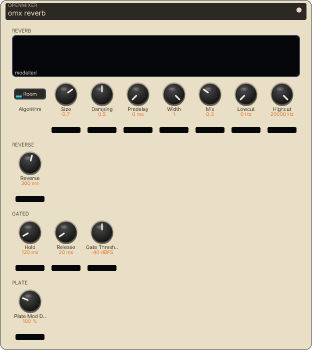 OPENMIXER
omx reverb
REVERB
modalled
Room
Algorithm
Size
0.7
Damping
0.5
Predelay
0 ms
Width
1
Mix
0.3
Lowcut
0 Hz
Highcut
20000 Hz
REVERSE
Reverse
300 ms
GATED
Hold
120 ms
Release
20 ms
Gate Thresh..
-40 dBFS
PLATE
Plate Mod D..
100 %